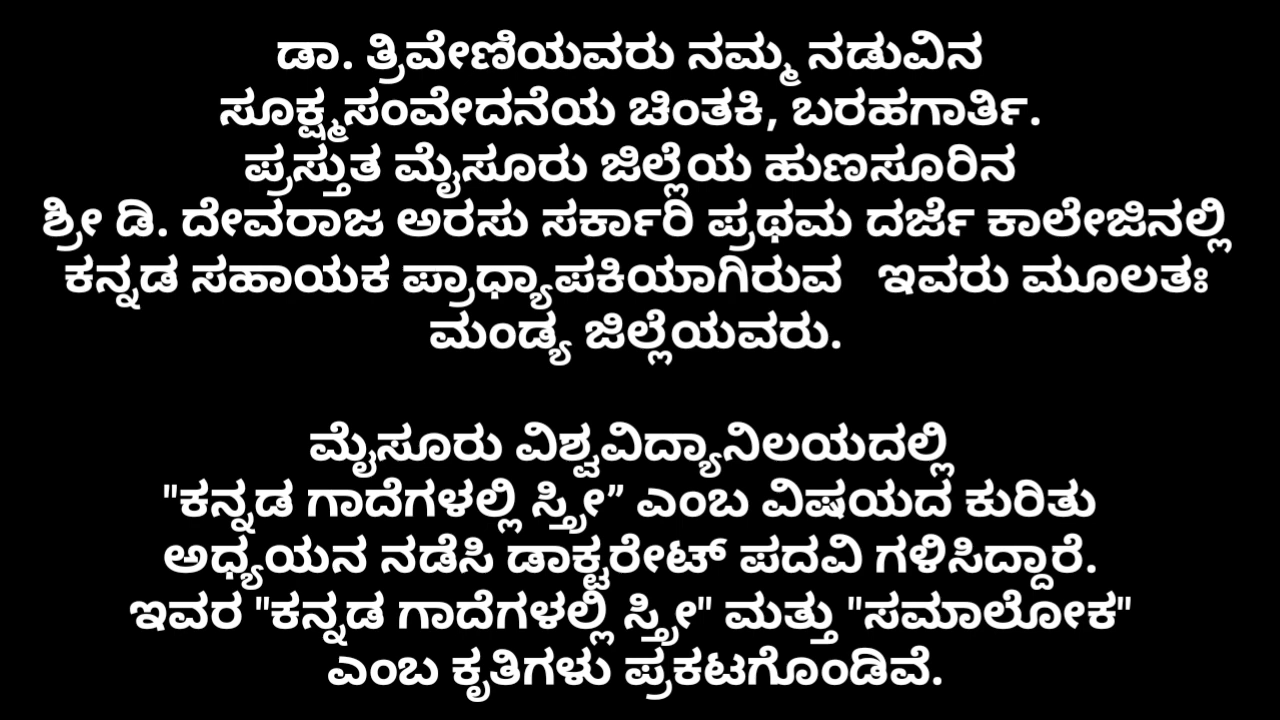 ಡಾ. ತ್ರಿವೇಣಿಯವರು ನಮ್ಮ ನಡುವಿನ
ಸೂಕ್ಷ್ಮಸಂವೇದನೆಯ ಚಿಂತಕಿ, ಬರಹಗಾರ್ತಿ.
ಪ್ರಸ್ತುತ ಮೈಸೂರು ಜಿಲ್ಲೆಯ ಹುಣಸೂರಿನ
ಶ್ರೀ ಡಿ. ದೇವರಾಜ ಅರಸು ಸರ್ಕಾರಿ ಪ್ರಥಮ ದರ್ಜೆ ಕಾಲೇಜಿನಲ್ಲಿ
ಕನ್ನಡ ಸಹಾಯಕ ಪ್ರಾಧ್ಯಾಪಕಿಯಾಗಿರುವ ಇವರು ಮೂಲತಃ
ಮಂಡ್ಯ ಜಿಲ್ಲೆಯವರು.
ಮೈಸೂರು ವಿಶ್ವವಿದ್ಯಾನಿಲಯದಲ್ಲಿ
"ಕನ್ನಡ ಗಾದೆಗಳಲ್ಲಿ ಸ್ತ್ರೀ” ಎಂಬ ವಿಷಯದ ಕುರಿತು
ಅಧ್ಯಯನ ನಡೆಸಿ ಡಾಕ್ಟರೇಟ್ ಪದವಿ ಗಳಿಸಿದ್ದಾರೆ.
ಇವರ "ಕನ್ನಡ ಗಾದೆಗಳಲ್ಲಿ ಸ್ತ್ರೀ" ಮತ್ತು "ಸಮಾಲೋಕ"
ಎಂಬ ಕೃತಿಗಳು ಪ್ರಕಟಗೊಂಡಿವೆ.